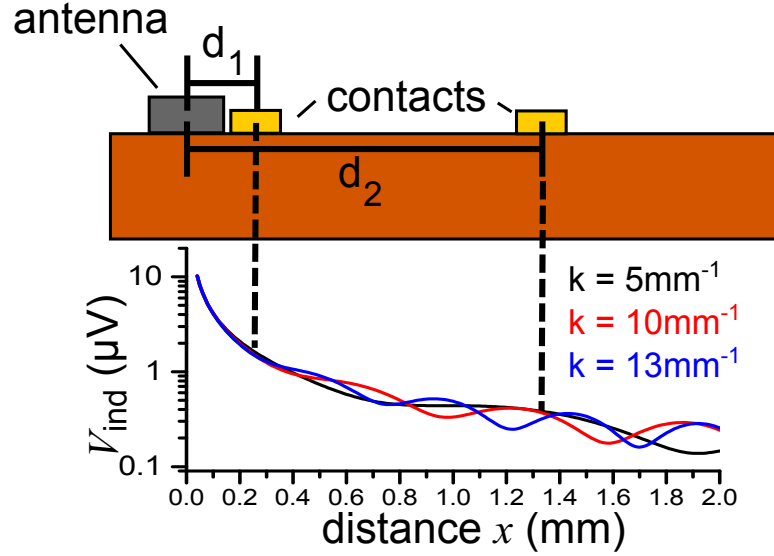 antenna
d₁
contacts
d₂
k = 5mm⁻¹
k = 10mm⁻¹
k = 13mm⁻¹
V_ind (µV)
10
1
0.1
0.0 0.2 0.4 0.6 0.8 1.0 1.2 1.4 1.6 1.8 2.0
distance x (mm)